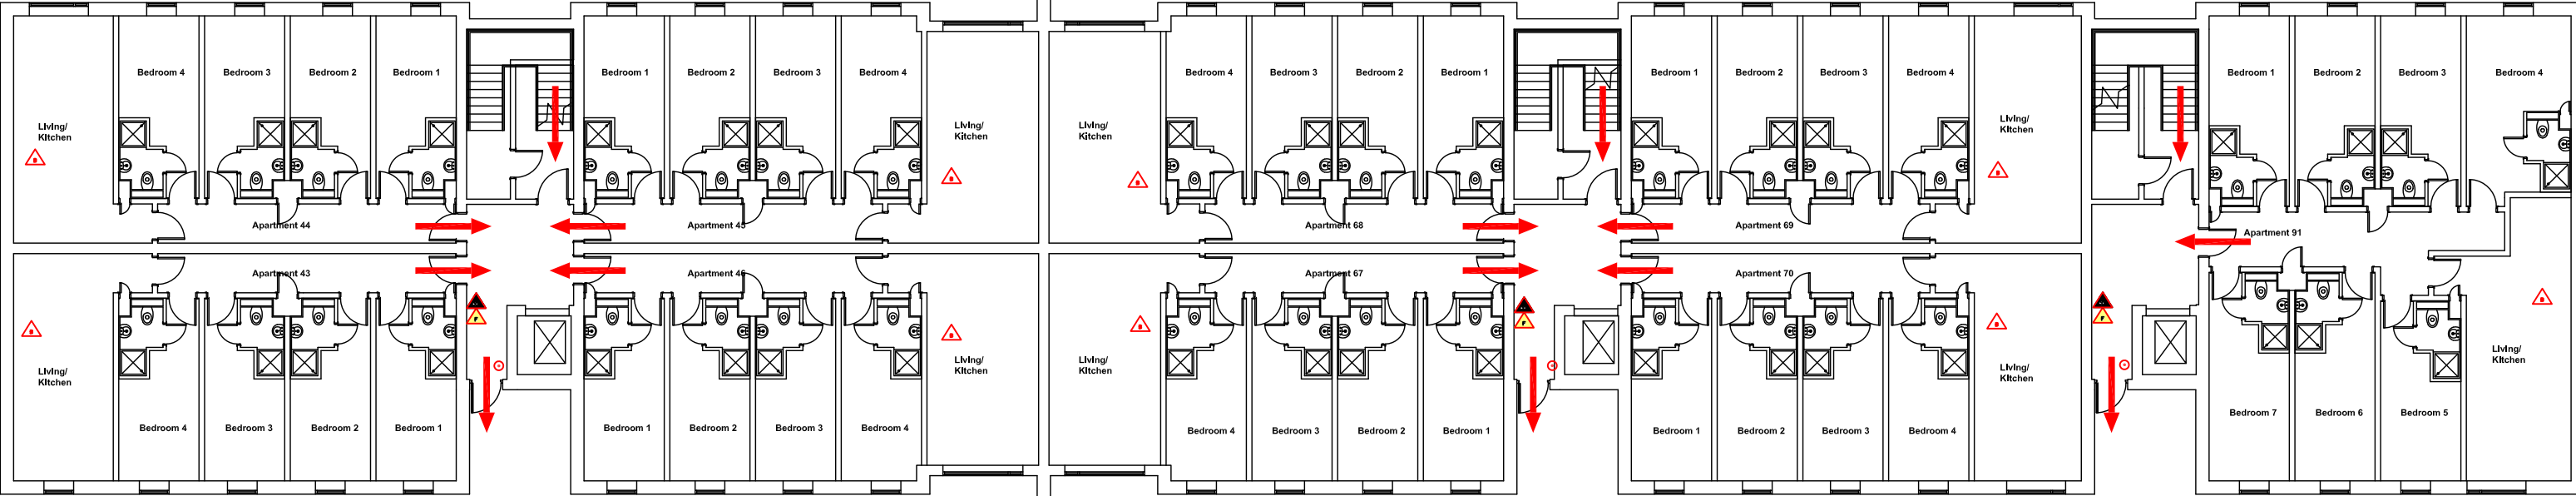 Bedroom 4
Bedroom 3
Bedroom 2
Bedroom 1
Bedroom 1
Bedroom 2
Bedroom 3
Bedroom 4
Bedroom 4
Bedroom 3
Bedroom 2
Bedroom 1
Bedroom 1
Bedroom 2
Bedroom 3
Bedroom 4
Bedroom 1
Bedroom 2
Bedroom 3
Bedroom 4
Living/
Kitchen
Living/
Kitchen
Living/
Kitchen
Living/
Kitchen
Apartment 44
Apartment 45
Apartment 68
Apartment 69
Apartment 91
Apartment 43
Apartment 46
Apartment 67
Apartment 70
F
F
F
Living/
Kitchen
Living/
Kitchen
Living/
Kitchen
Living/
Kitchen
Living/
Kitchen
Bedroom 4
Bedroom 3
Bedroom 2
Bedroom 1
Bedroom 1
Bedroom 2
Bedroom 3
Bedroom 4
Bedroom 4
Bedroom 3
Bedroom 2
Bedroom 1
Bedroom 1
Bedroom 2
Bedroom 3
Bedroom 4
Bedroom 7
Bedroom 6
Bedroom 5